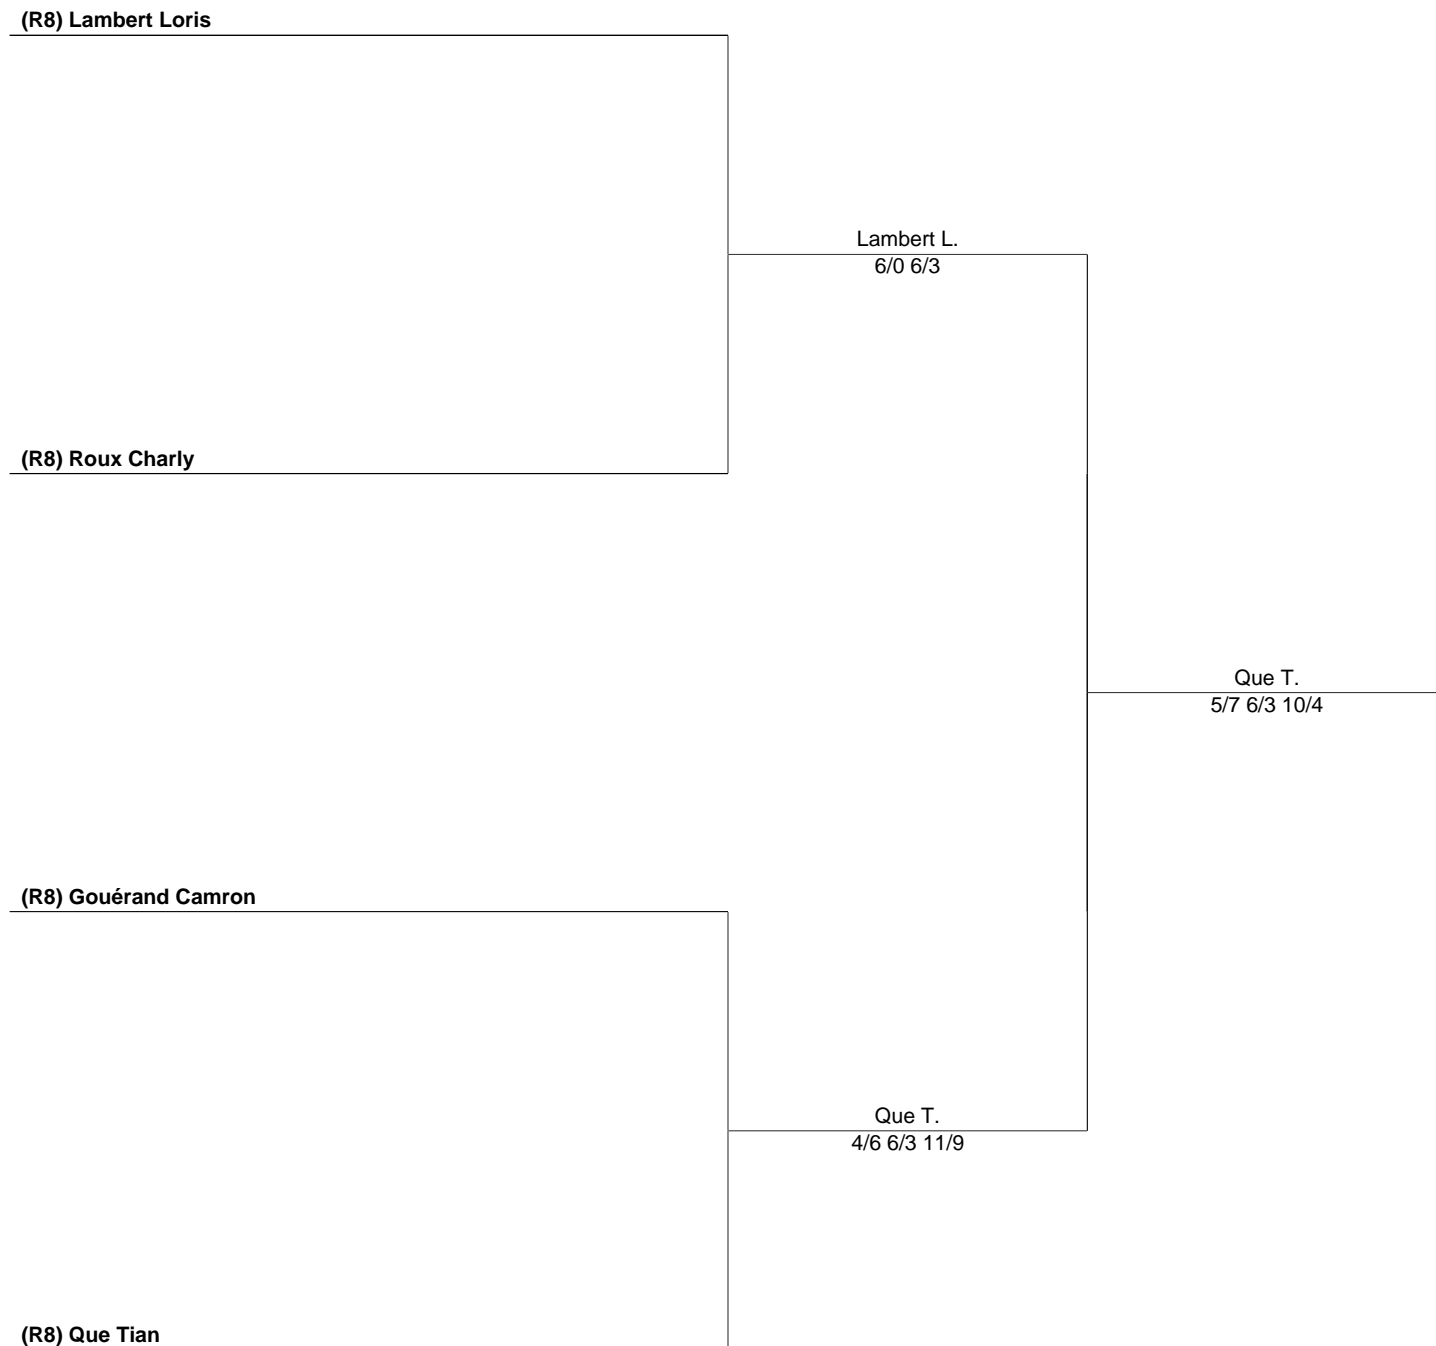 (R8) Lambert Loris
Lambert L.
6/0 6/3
(R8) Roux Charly
Que T.
5/7 6/3 10/4
(R8) Gouérand Camron
Que T.
4/6 6/3 11/9
(R8) Que Tian